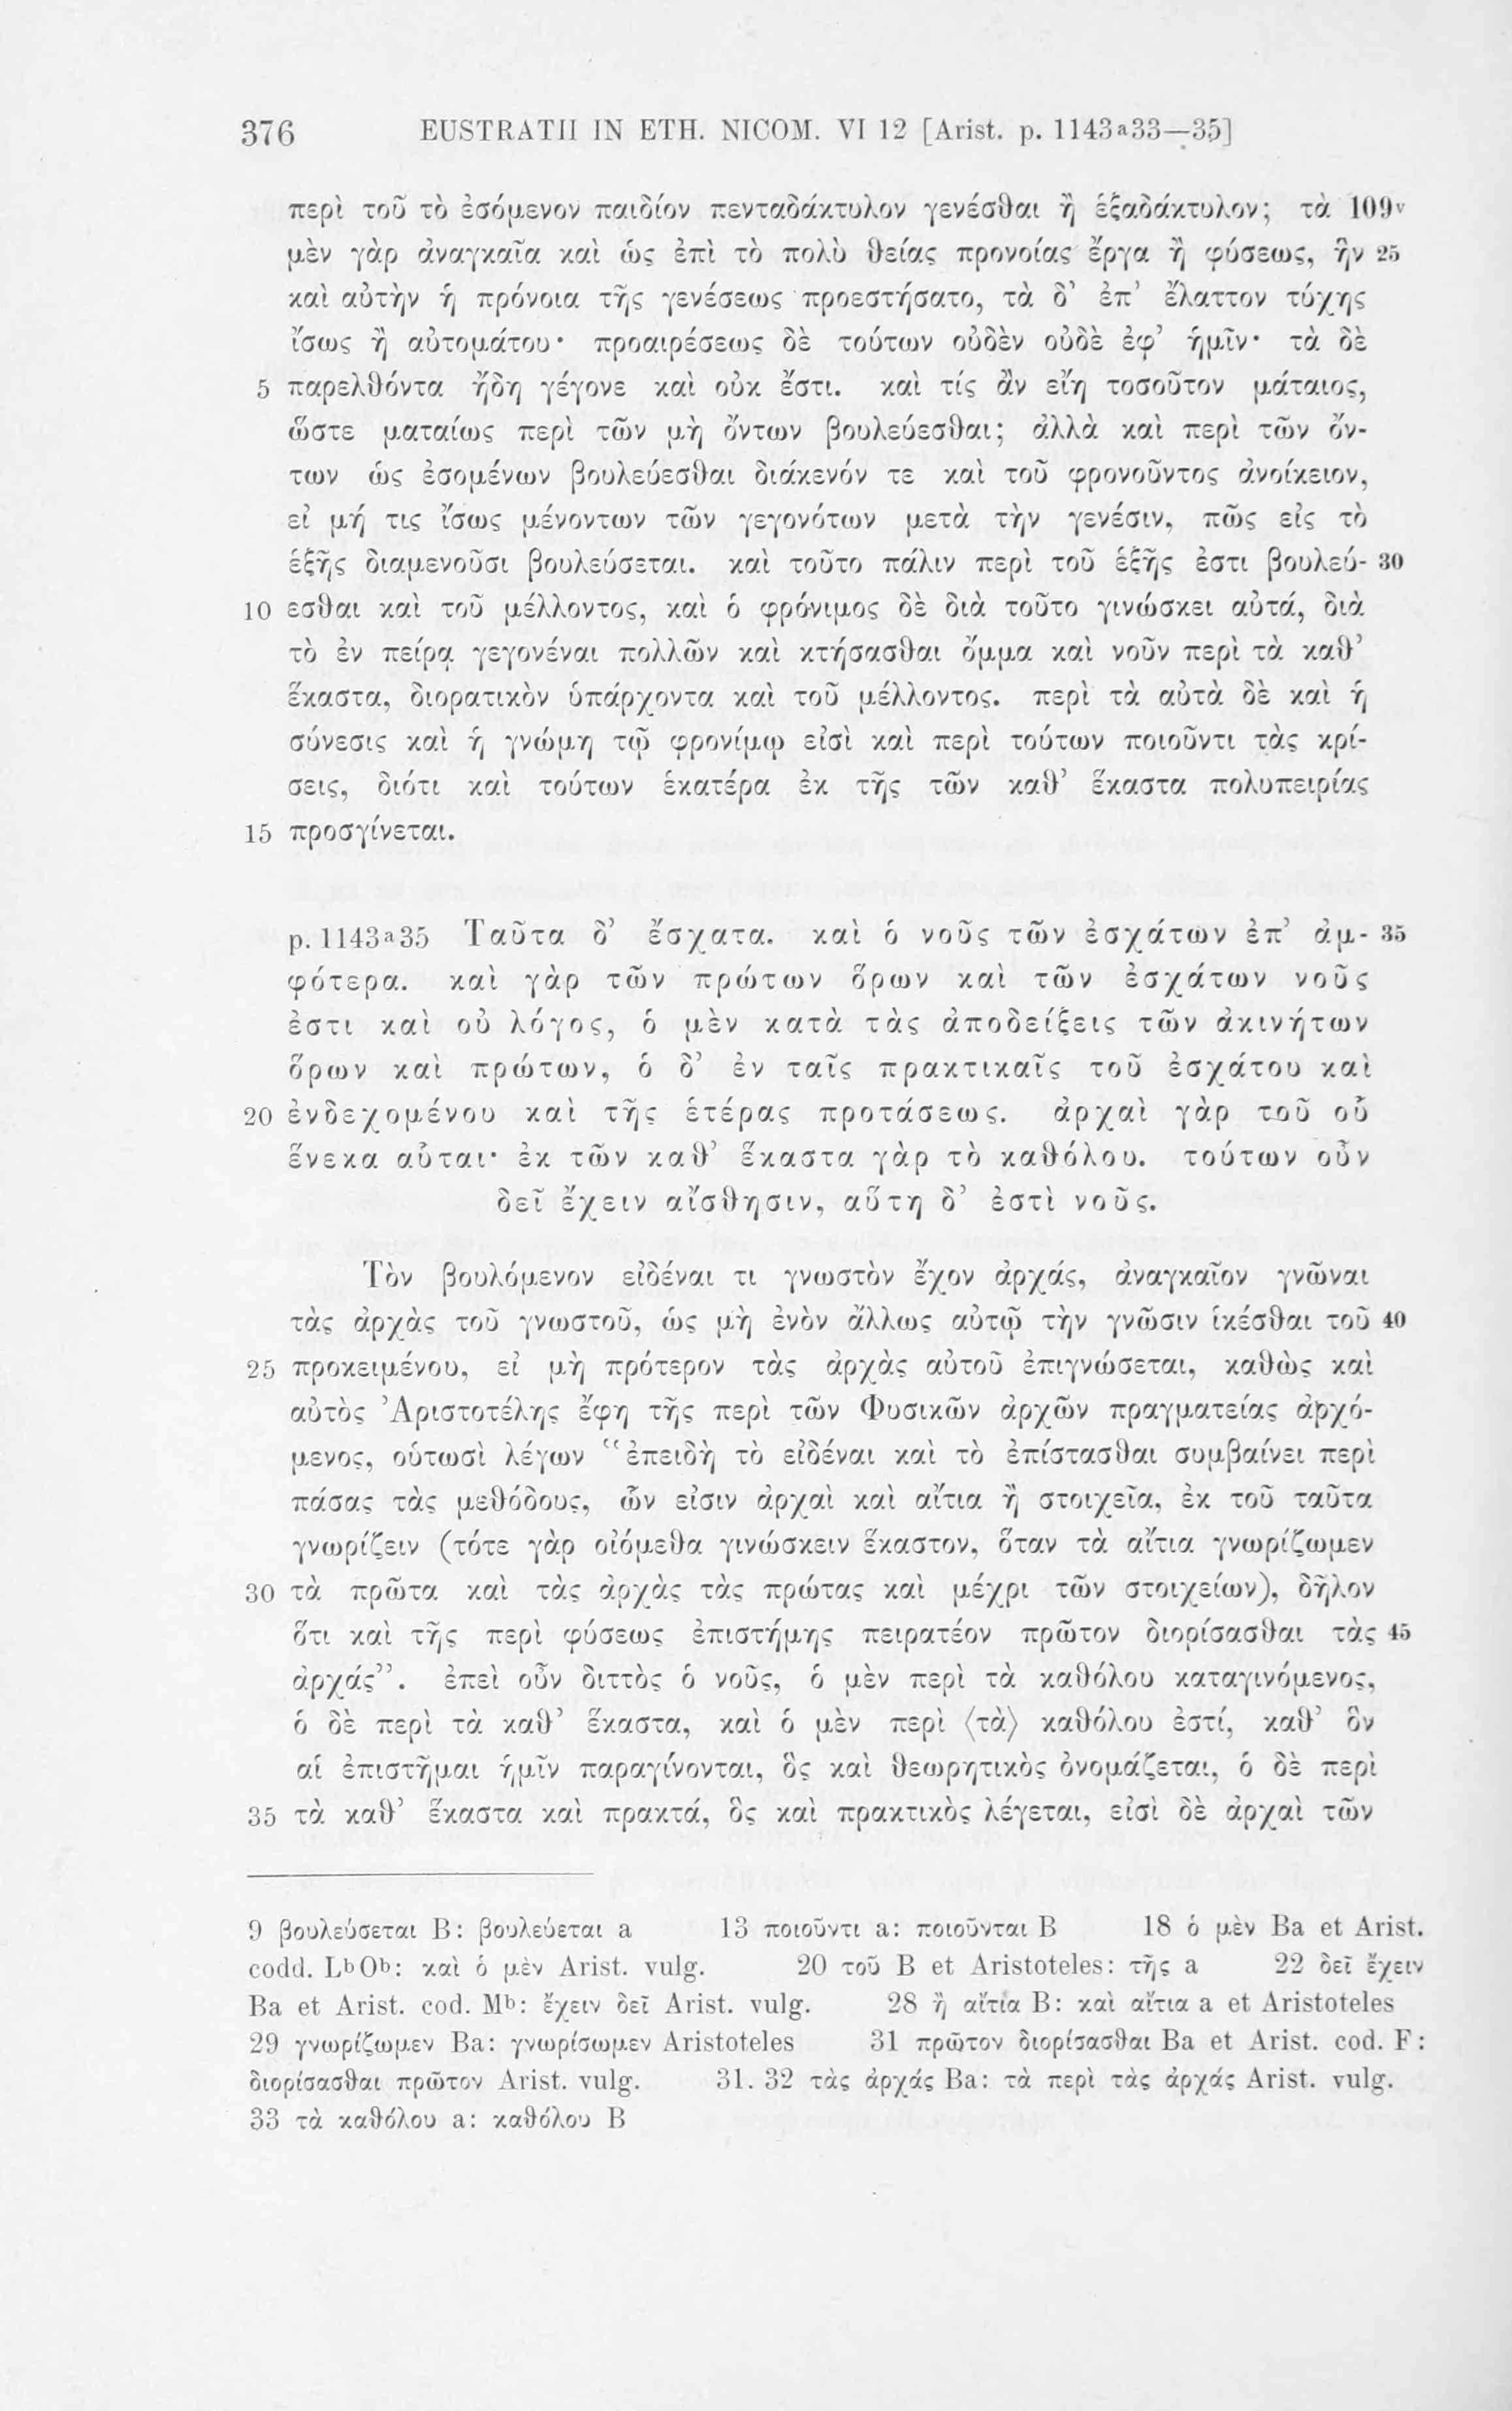 376 EUSTRATII IN ETH. NICOM. VI 12 [Arist. p. 1143a33—35]
περὶ τοῦ τὸ ἐσόμενον παιδίον πενταδάκτυλον γενέσθαι ἢ ἑξαδάκτυλον; τὰ 109v
μὲν γὰρ ἀναγκαῖα καὶ ὡς ἐπὶ τὸ πολὺ θείας προνοίας ἔργα ἢ φύσεως, ἣν 25
καὶ αὐτὴν ἡ πρόνοια τῆς γενέσεως προεστήσατο, τὰ δ’ ἐπ’ ἔλαττον τύχης
ἴσως ἢ αὐτομάτου· προαιρέσεως δὲ τούτων οὐδὲν οὐδὲ ἐφ’ ἡμῖν· τὰ δὲ
5 παρελθόντα ἤδη γέγονε καὶ οὐκ ἔστι. καὶ τίς ἂν εἴη τοσοῦτον μάταιος,
ὥστε ματαίως περὶ τῶν μὴ ὄντων βουλεύεσθαι; ἀλλὰ καὶ περὶ τῶν ὄν-
των ὡς ἐσομένων βουλεύεσθαι διάκενόν τε καὶ τοῦ φρονοῦντος ἀνοίκειον,
εἰ μή τις ἴσως μένοντων τῶν γεγονότων μετὰ τὴν γενέσιν, πῶς εἰς τὸ
ἑξῆς διαμενοῦσι βουλεύσεται. καὶ τοῦτο πάλιν περὶ τοῦ ἑξῆς ἐστι βουλεύ- 30
10 εσθαι καὶ τοῦ μέλλοντος, καὶ ὁ φρόνιμος δὲ διὰ τοῦτο γινώσκει αὐτά, διὰ
τὸ ἐν πείρᾳ γεγονέναι πολλῶν καὶ κτήσασθαι ὄμμα καὶ νοῦν περὶ τὰ καθ’
ἕκαστα, διορατικὸν ὑπάρχοντα καὶ τοῦ μέλλοντος. περὶ τὰ αὐτὰ δὲ καὶ ἡ
σύνεσις καὶ ἡ γνώμη τῷ φρονίμῳ εἰσὶ καὶ περὶ τούτων ποιοῦντι τὰς κρί-
σεις, διότι καὶ τούτων ἑκατέρα ἐκ τῆς τῶν καθ’ ἕκαστα πολυπειρίας
15 προσγίνεται.
p. 1143a35 Ταῦτα δ’ ἔσχατα. καὶ ὁ νοῦς τῶν ἐσχάτων ἐπ’ ἀμ- 35
φότερα. καὶ γὰρ τῶν πρώτων ὅρων καὶ τῶν ἐσχάτων νοῦς
ἐστι καὶ οὐ λόγος, ὁ μὲν κατὰ τὰς ἀποδείξεις τῶν ἀκινήτων
ὅρων καὶ πρώτων, ὁ δ’ ἐν ταῖς πρακτικαῖς τοῦ ἐσχάτου καὶ
20 ἐνδεχομένου καὶ τῆς ἑτέρας προτάσεως. ἀρχαὶ γὰρ τοῦ οὗ
ἕνεκα αὗται· ἐκ τῶν καθ’ ἕκαστα γὰρ τὸ καθόλου. τούτων οὖν
δεῖ ἔχειν αἴσθησιν, αὕτη δ’ ἐστὶ νοῦς.
Τὸν βουλόμενον εἰδέναι τι γνωστὸν ἔχον ἀρχάς, ἀναγκαῖον γνῶναι
τὰς ἀρχὰς τοῦ γνωστοῦ, ὡς μὴ ἐνὸν ἄλλως αὐτῷ τὴν γνῶσιν ἱκέσθαι τοῦ 40
25 προκειμένου, εἰ μὴ πρότερον τὰς ἀρχὰς αὐτοῦ ἐπιγνώσεται, καθὼς καὶ
αὐτὸς Ἀριστοτέλης ἔφη τῆς περὶ τῶν Φυσικῶν ἀρχῶν πραγματείας ἀρχό-
μενος, οὑτωσὶ λέγων “ἐπειδὴ τὸ εἰδέναι καὶ τὸ ἐπίστασθαι συμβαίνει περὶ
πάσας τὰς μεθόδους, ὧν εἰσιν ἀρχαὶ καὶ αἴτια ἢ στοιχεῖα, ἐκ τοῦ ταῦτα
γνωρίζειν (τότε γὰρ οἰόμεθα γινώσκειν ἕκαστον, ὅταν τὰ αἴτια γνωρίζωμεν
30 τὰ πρῶτα καὶ τὰς ἀρχὰς τὰς πρώτας καὶ μέχρι τῶν στοιχείων), δῆλον
ὅτι καὶ τῆς περὶ φύσεως ἐπιστήμης πειρατέον πρῶτον διορίσασθαι τὰς 45
ἀρχάς”. ἐπεὶ οὖν διττὸς ὁ νοῦς, ὁ μὲν περὶ τὰ καθόλου καταγινόμενος,
ὁ δὲ περὶ τὰ καθ’ ἕκαστα, καὶ ὁ μὲν περὶ ⟨τὰ⟩ καθόλου ἐστί, καθ’ ὃν
αἱ ἐπιστῆμαι ἡμῖν παραγίνονται, ὃς καὶ θεωρητικὸς ὀνομάζεται, ὁ δὲ περὶ
35 τὰ καθ’ ἕκαστα καὶ πρακτά, ὃς καὶ πρακτικὸς λέγεται, εἰσὶ δὲ ἀρχαὶ τῶν
9 βουλεύσεται B: βουλεύεται a 13 ποιοῦντι a: ποιοῦνται B 18 ὁ μὲν Ba et Arist.
codd. LbOb: καὶ ὁ μὲν Arist. vulg. 20 τοῦ B et Aristoteles: τῆς a 22 δεῖ ἔχειν
Ba et Arist. cod. Mb: ἔχειν δεῖ Arist. vulg. 28 ἢ αἴτια B: καὶ αἴτια a et Aristoteles
29 γνωρίζωμεν Ba: γνωρίσωμεν Aristoteles 31 πρῶτον διορίσασθαι Ba et Arist. cod. F:
διορίσασθαι πρῶτον Arist. vulg. 31. 32 τὰς ἀρχάς Ba: τὰ περὶ τὰς ἀρχάς Arist. vulg.
33 τὰ καθόλου a: καθόλου B